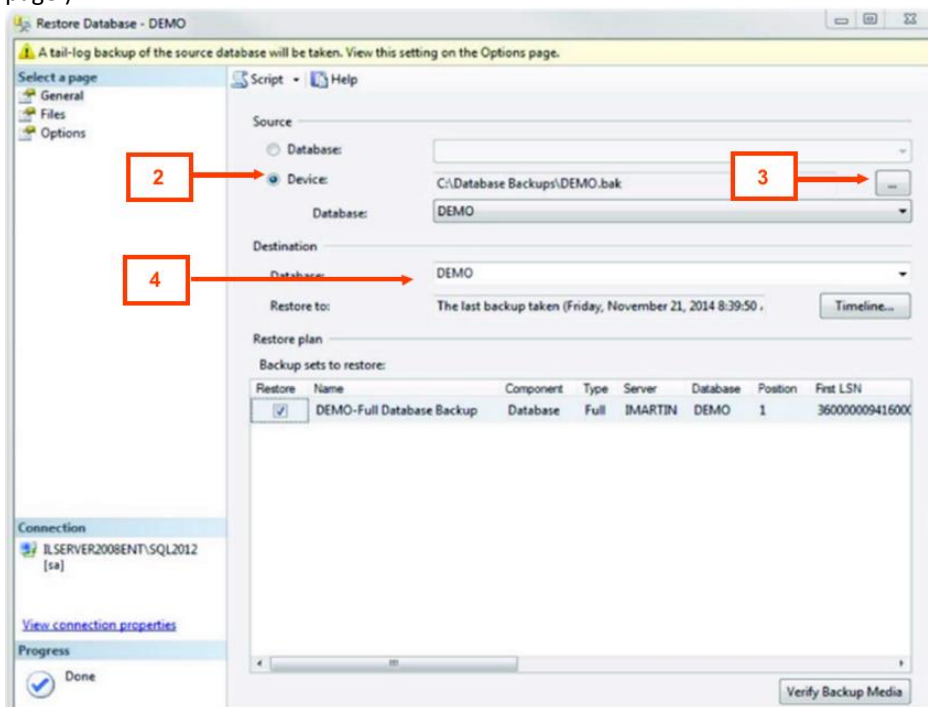 page )
Restore Database - DEMO
A tail-log backup of the source database will be taken. View this setting on the Options page.
Select a page
General
Files
Options
Script Help
Source
Database:
2
Device:
C:\Database Backups\DEMO.bak
3
...
Database:
DEMO
Destination
4
Database:
DEMO
Restore to:
The last backup taken (Friday, November 21, 2014 8:39:50
Timeline...
Restore plan
Backup sets to restore:
Restore Name Component Type Server Database Position First LSN
DEMO-Full Database Backup Database Full IMARTIN DEMO 1
Connection
ILSERVER2008ENT\SQL2012
[sa]
View connection properties
Progress
Done
Verify Backup Media